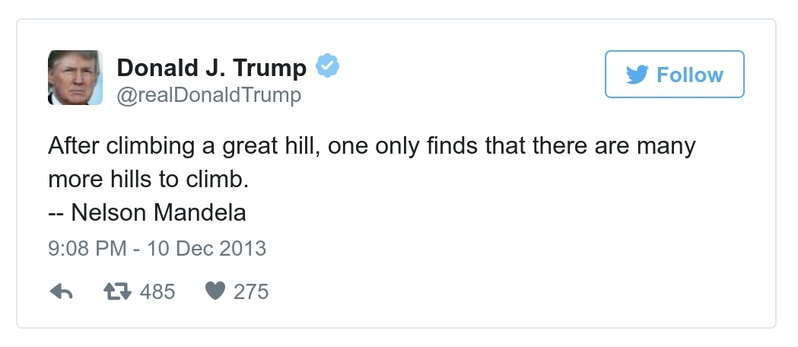 Donald J. Trump
@realDonaldTrump
Follow
After climbing a great hill, one only finds that there are many
more hills to climb.
-- Nelson Mandela
9:08 PM - 10 Dec 2013
485 275